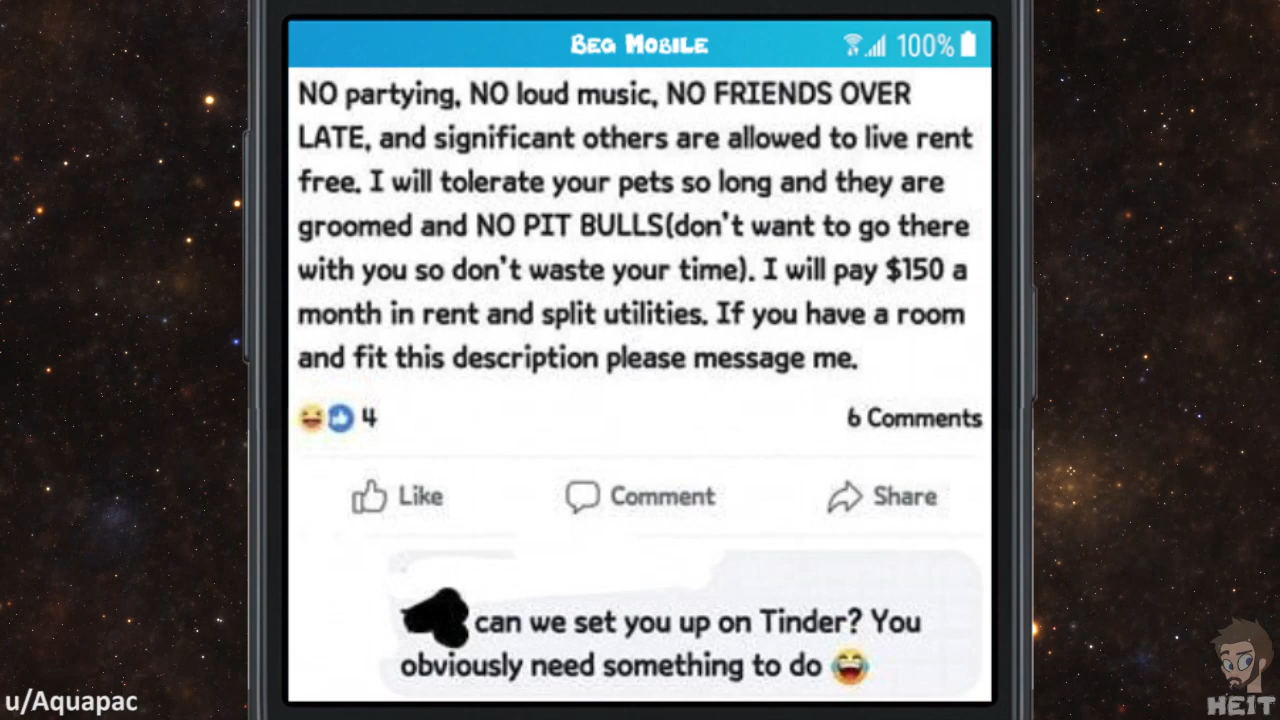 BEG MOBILE
100%
NO partying, NO loud music, NO FRIENDS OVER
LATE, and significant others are allowed to live rent
free. I will tolerate your pets so long and they are
groomed and NO PIT BULLS(don't want to go there
with you so don't waste your time). I will pay $150 a
month in rent and split utilities. If you have a room
and fit this description please message me.
4
6 Comments
Like
Comment
Share
can we set you up on Tinder? You
obviously need something to do
u/Aquapac
HEIT